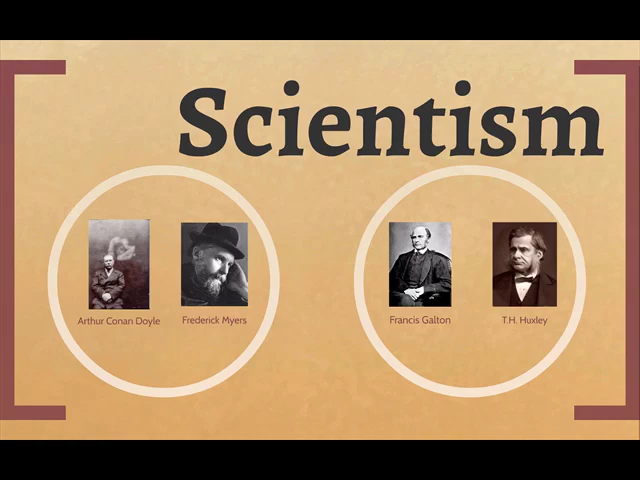 Scientism
Arthur Conan Doyle
Frederick Myers
Francis Galton
T.H. Huxley